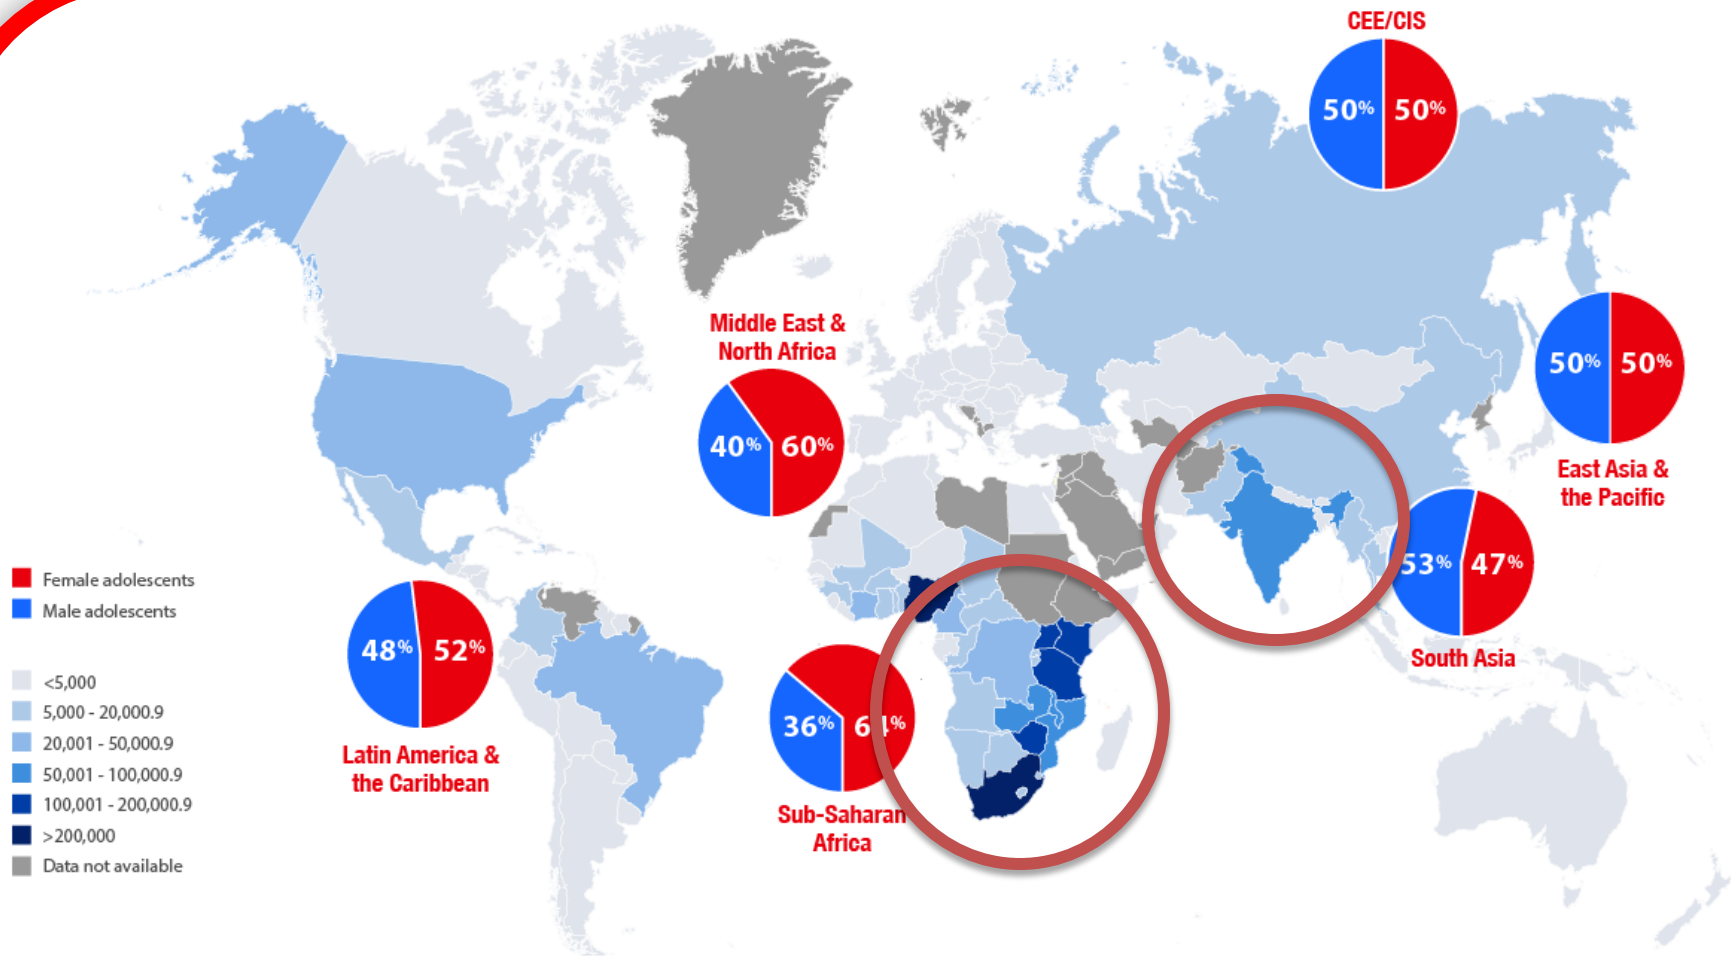 CEE/CIS
50% 50%
Middle East &
North Africa
40% 60%
50% 50%
East Asia &
the Pacific
53% 47%
South Asia
Female adolescents
Male adolescents
48% 52%
Latin America &
the Caribbean
36% 64%
Sub-Saharan
Africa
<5,000
5,000 - 20,000.9
20,001 - 50,000.9
50,001 - 100,000.9
100,001 - 200,000.9
>200,000
Data not available